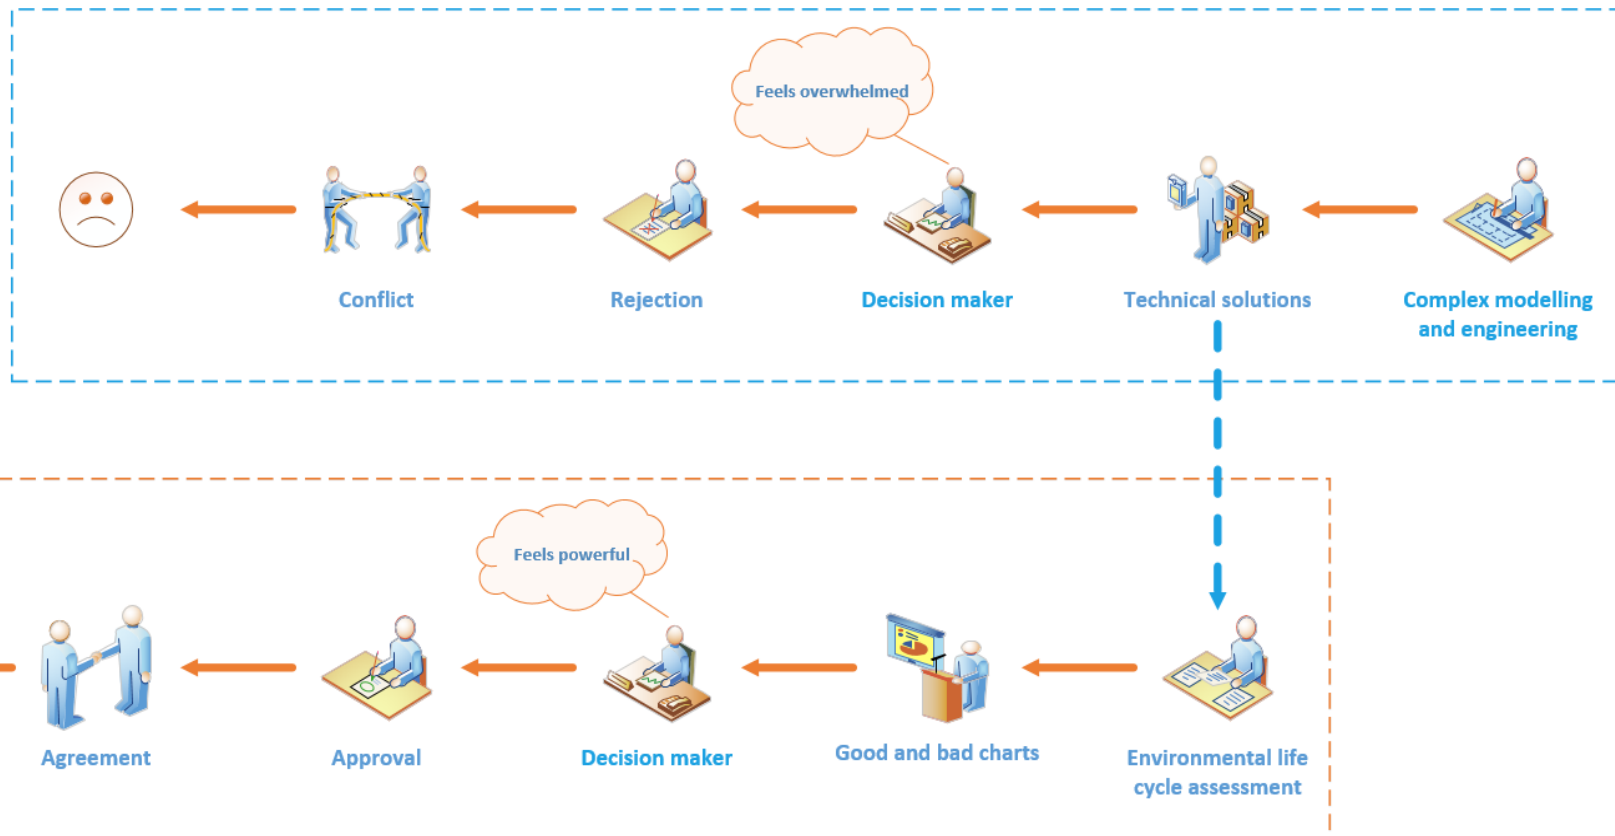 Feels overwhelmed
Conflict
Rejection
Decision maker
Technical solutions
Complex modelling
and engineering
Feels powerful
Agreement
Approval
Decision maker
Good and bad charts
Environmental life
cycle assessment